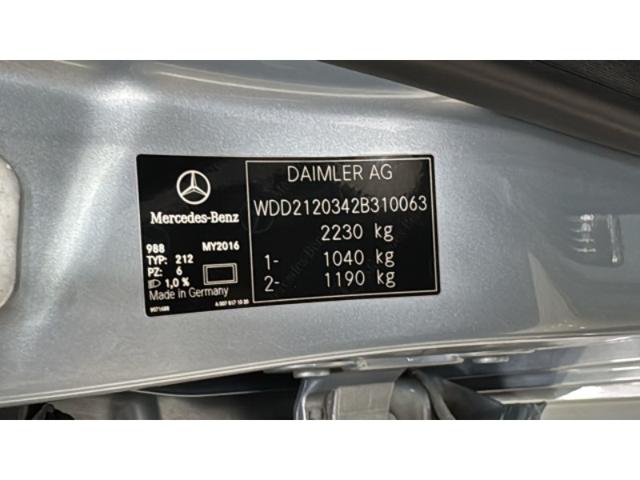 Mercedes-Benz
988 MY2016
TYP: 212
PZ: 6
1,0 %
Made in Germany
DAIMLER AG
WDD2120342B310063
2230 kg
1- 1040 kg
2- 1190 kg